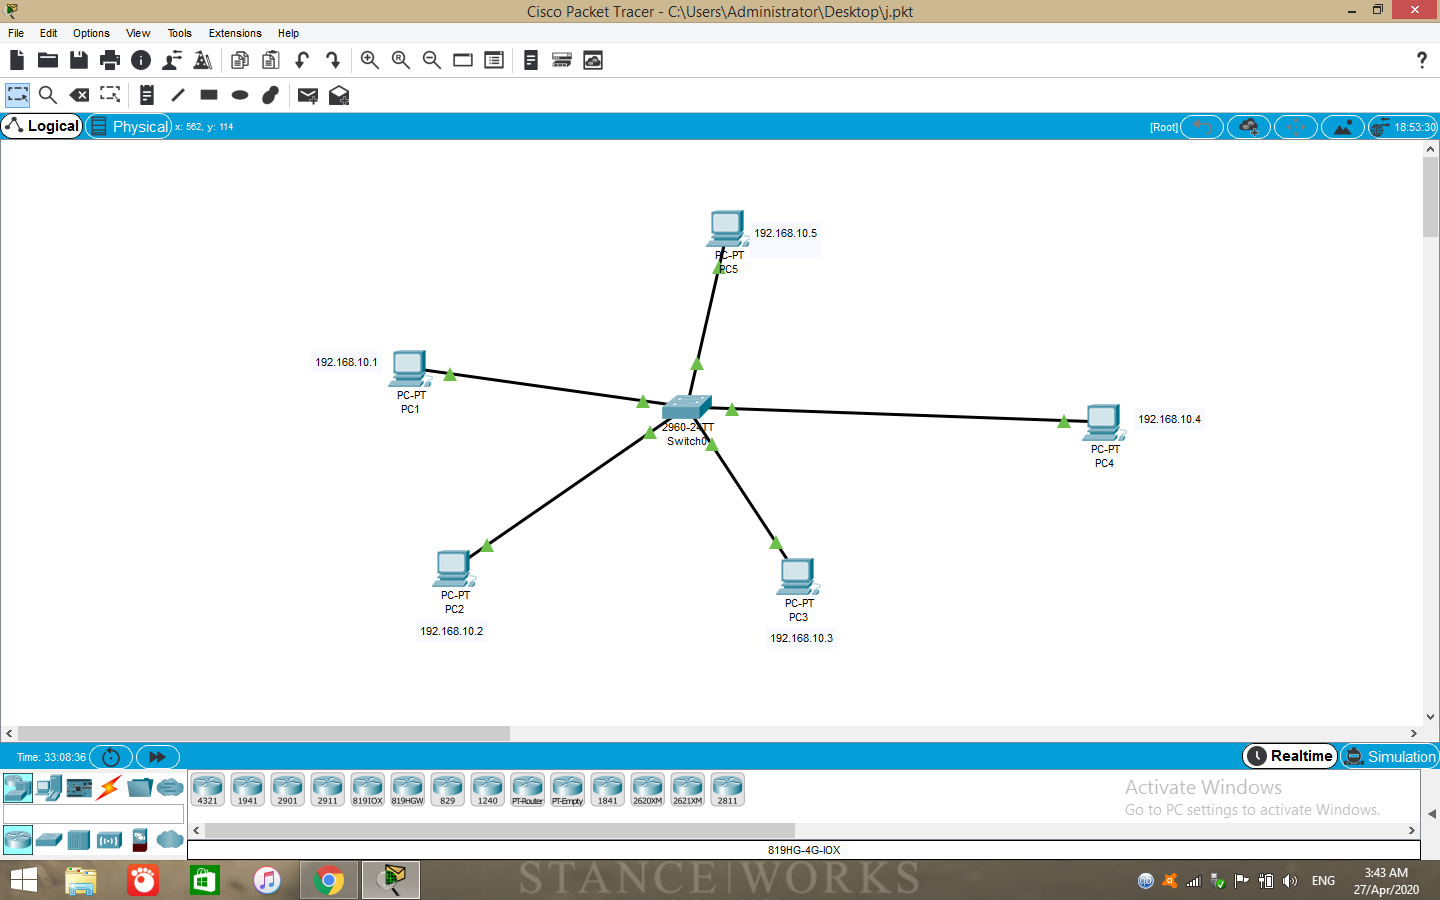 Cisco Packet Tracer - C:\Users\Administrator\Desktop\j.pkt
File Edit Options View Tools Extensions Help
?
Logical Physical x: 562, y: 114 [Root] 18:53:30
192.168.10.5
PC-PT
PC5
192.168.10.1
PC-PT
PC1
2960-24TT
Switch0
192.168.10.4
PC-PT
PC4
PC-PT
PC2
192.168.10.2
PC-PT
PC3
192.168.10.3
Time: 33:08:36 Realtime Simulation
4321 1941 2901 2911 819IOX 819HGW 829 1240 PT-Router PT-Empty 1841 2620XM 2621XM 2811
Activate Windows
Go to PC settings to activate Windows.
819HG-4G-IOX
STANCE|WORKS
ENG
3:43 AM
27/Apr/2020